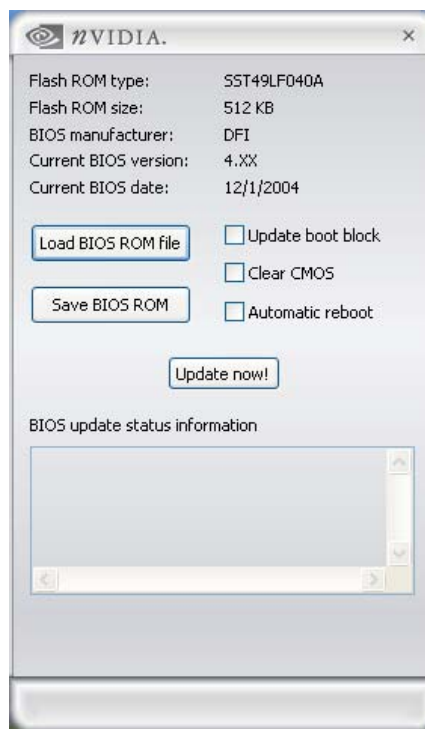 nVIDIA.
Flash ROM type: SST49LF040A
Flash ROM size: 512 KB
BIOS manufacturer: DFI
Current BIOS version: 4.XX
Current BIOS date: 12/1/2004
Load BIOS ROM file
Update boot block
Clear CMOS
Save BIOS ROM
Automatic reboot
Update now!
BIOS update status information